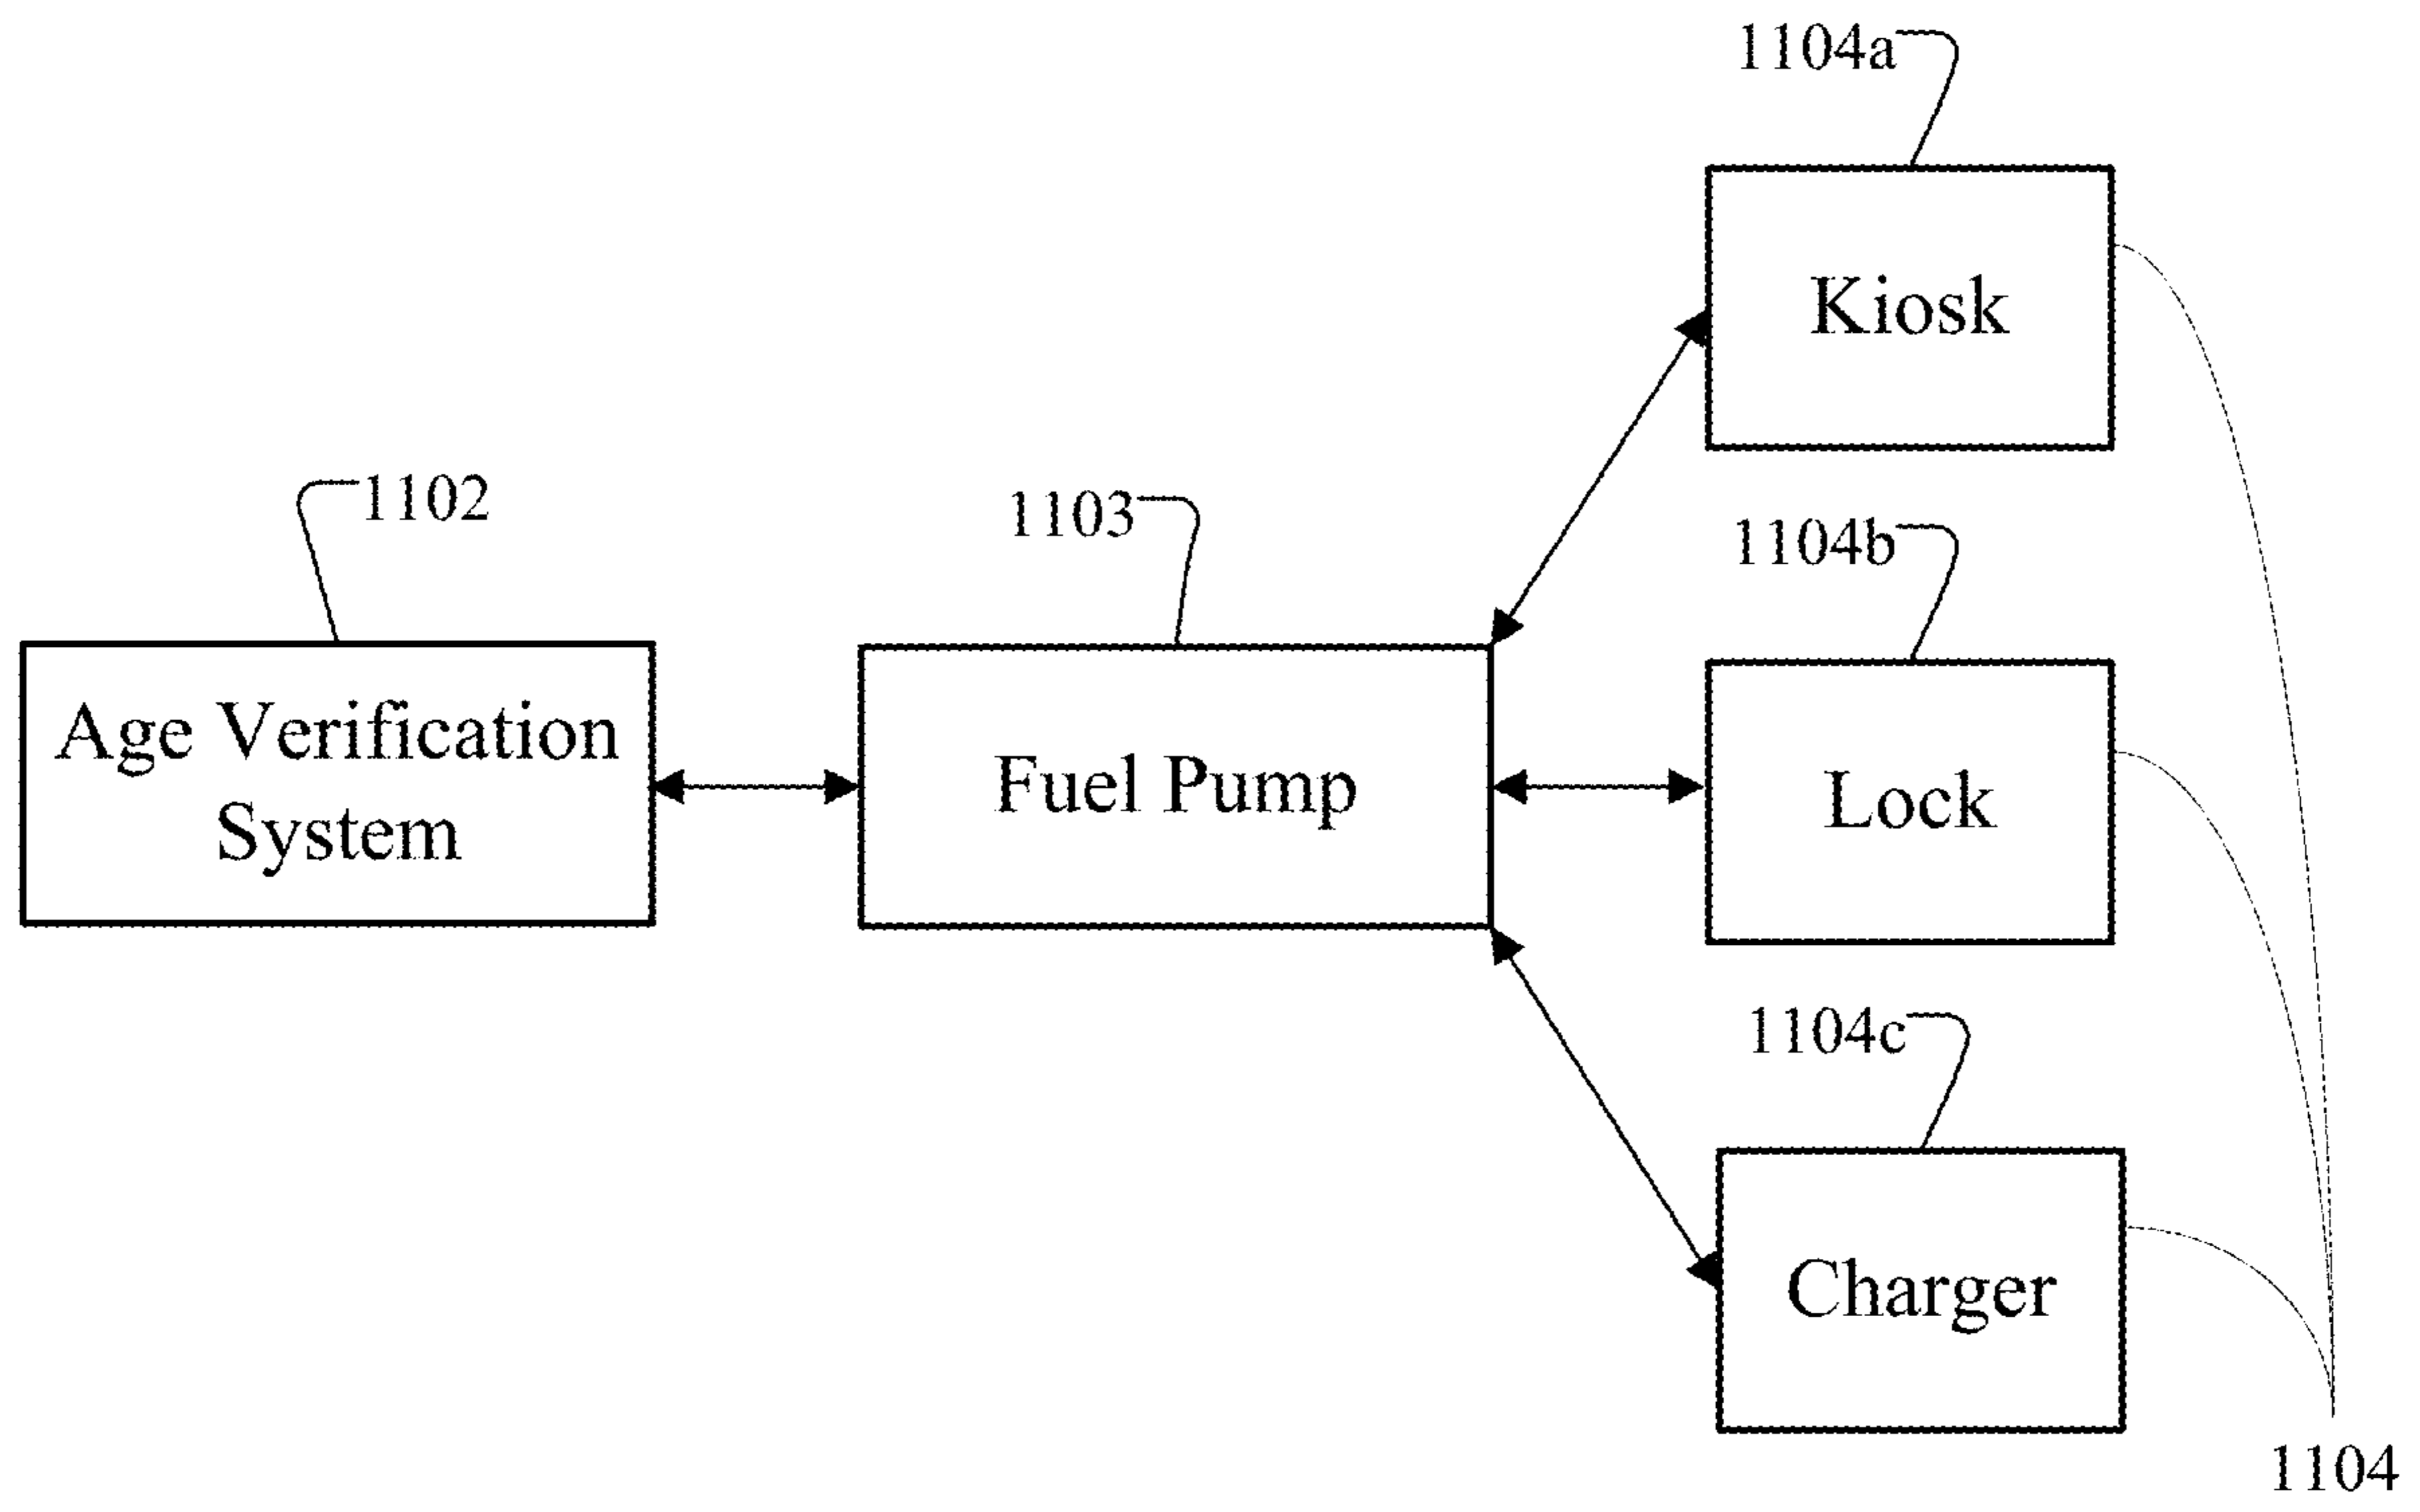 1104a
Kiosk
1102
1103
1104b
Age Verification
System
Fuel Pump
Lock
1104c
Charger
1104